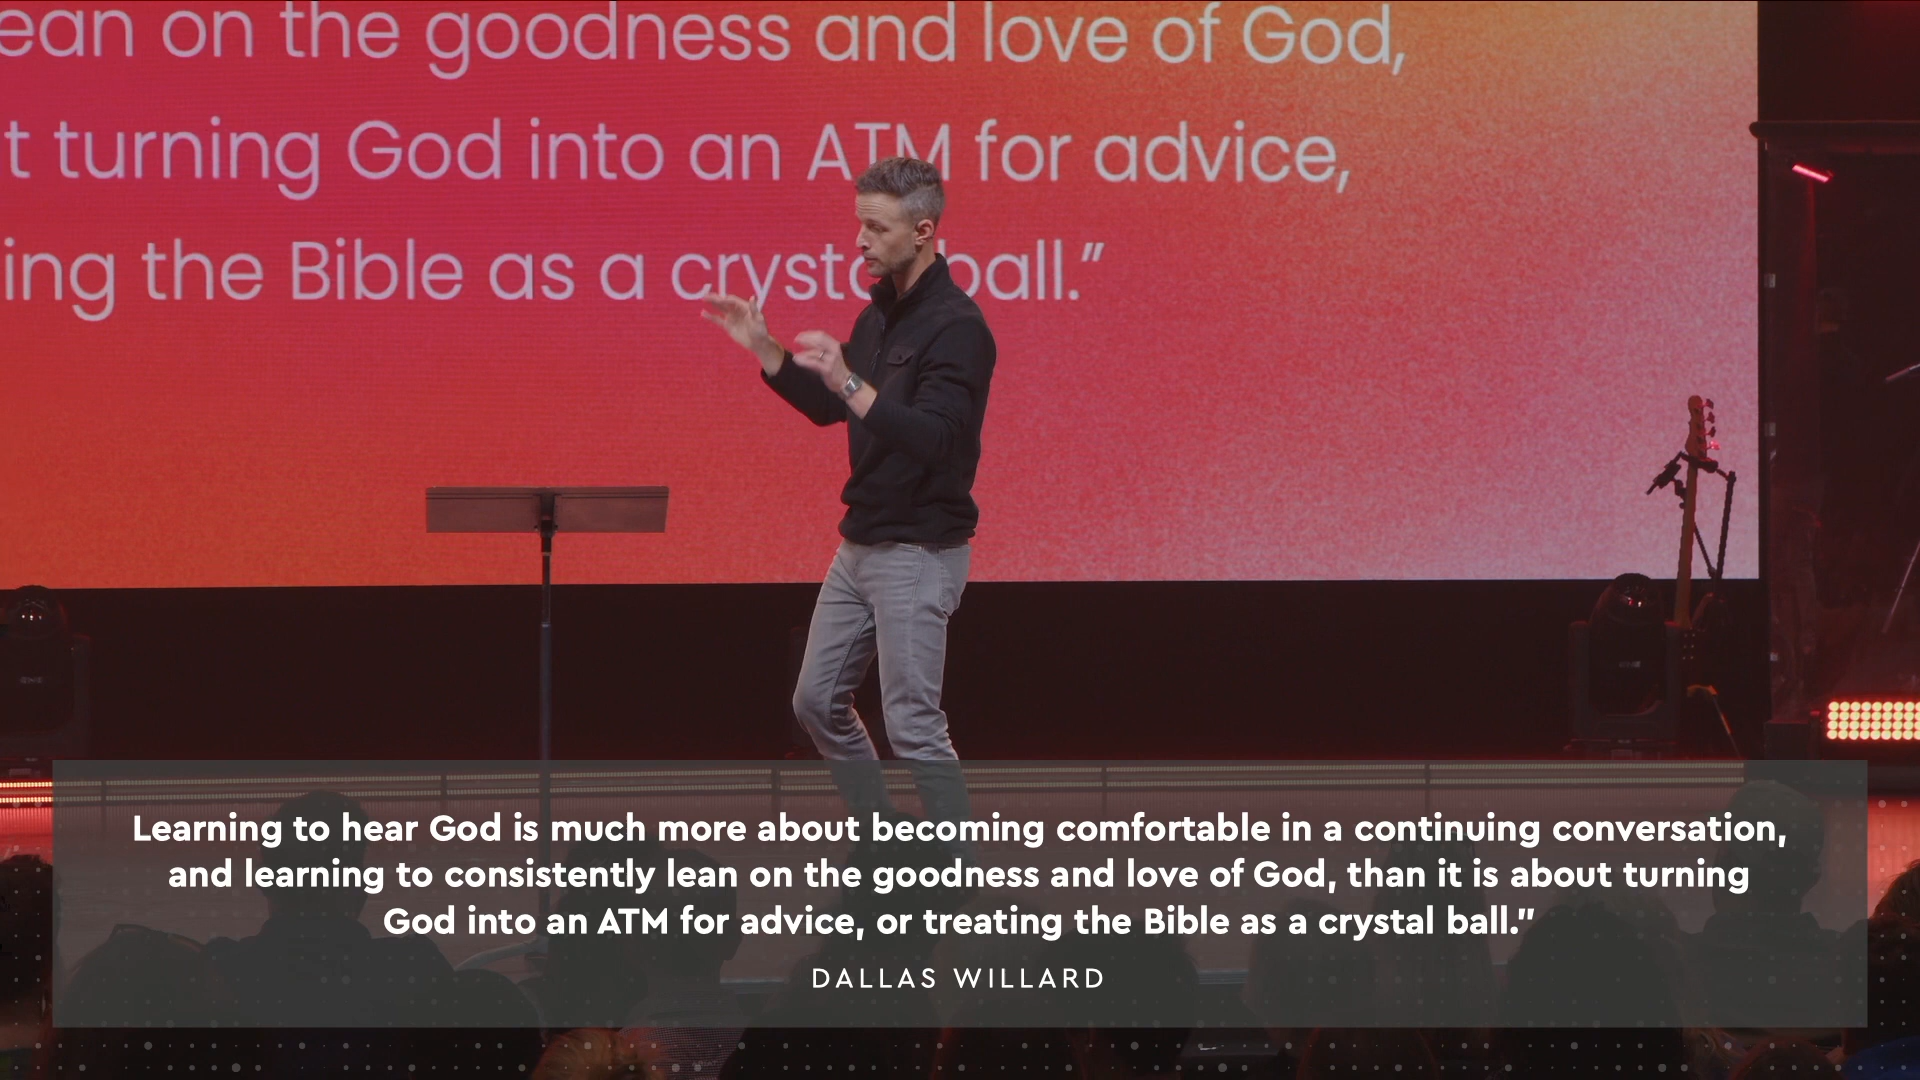 ean on the goodness and love of God,
t turning God into an ATM for advice,
ing the Bible as a crystal ball.”
Learning to hear God is much more about becoming comfortable in a continuing conversation,
and learning to consistently lean on the goodness and love of God, than it is about turning
God into an ATM for advice, or treating the Bible as a crystal ball.”
DALLAS WILLARD